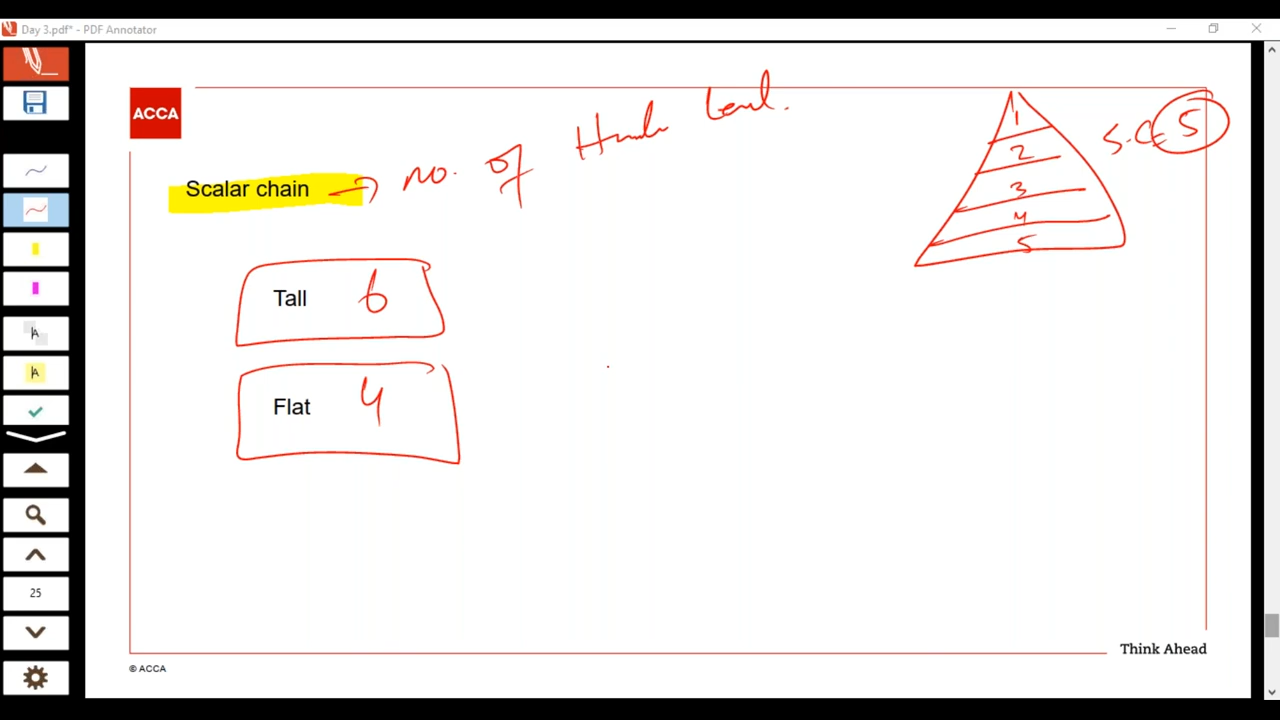 Day 3.pdf* - PDF Annotator
ACCA
Scalar chain → no. of level.
1
2
3
4
5
S.C 5
Tall 6
Flat 4
25
Think Ahead
© ACCA